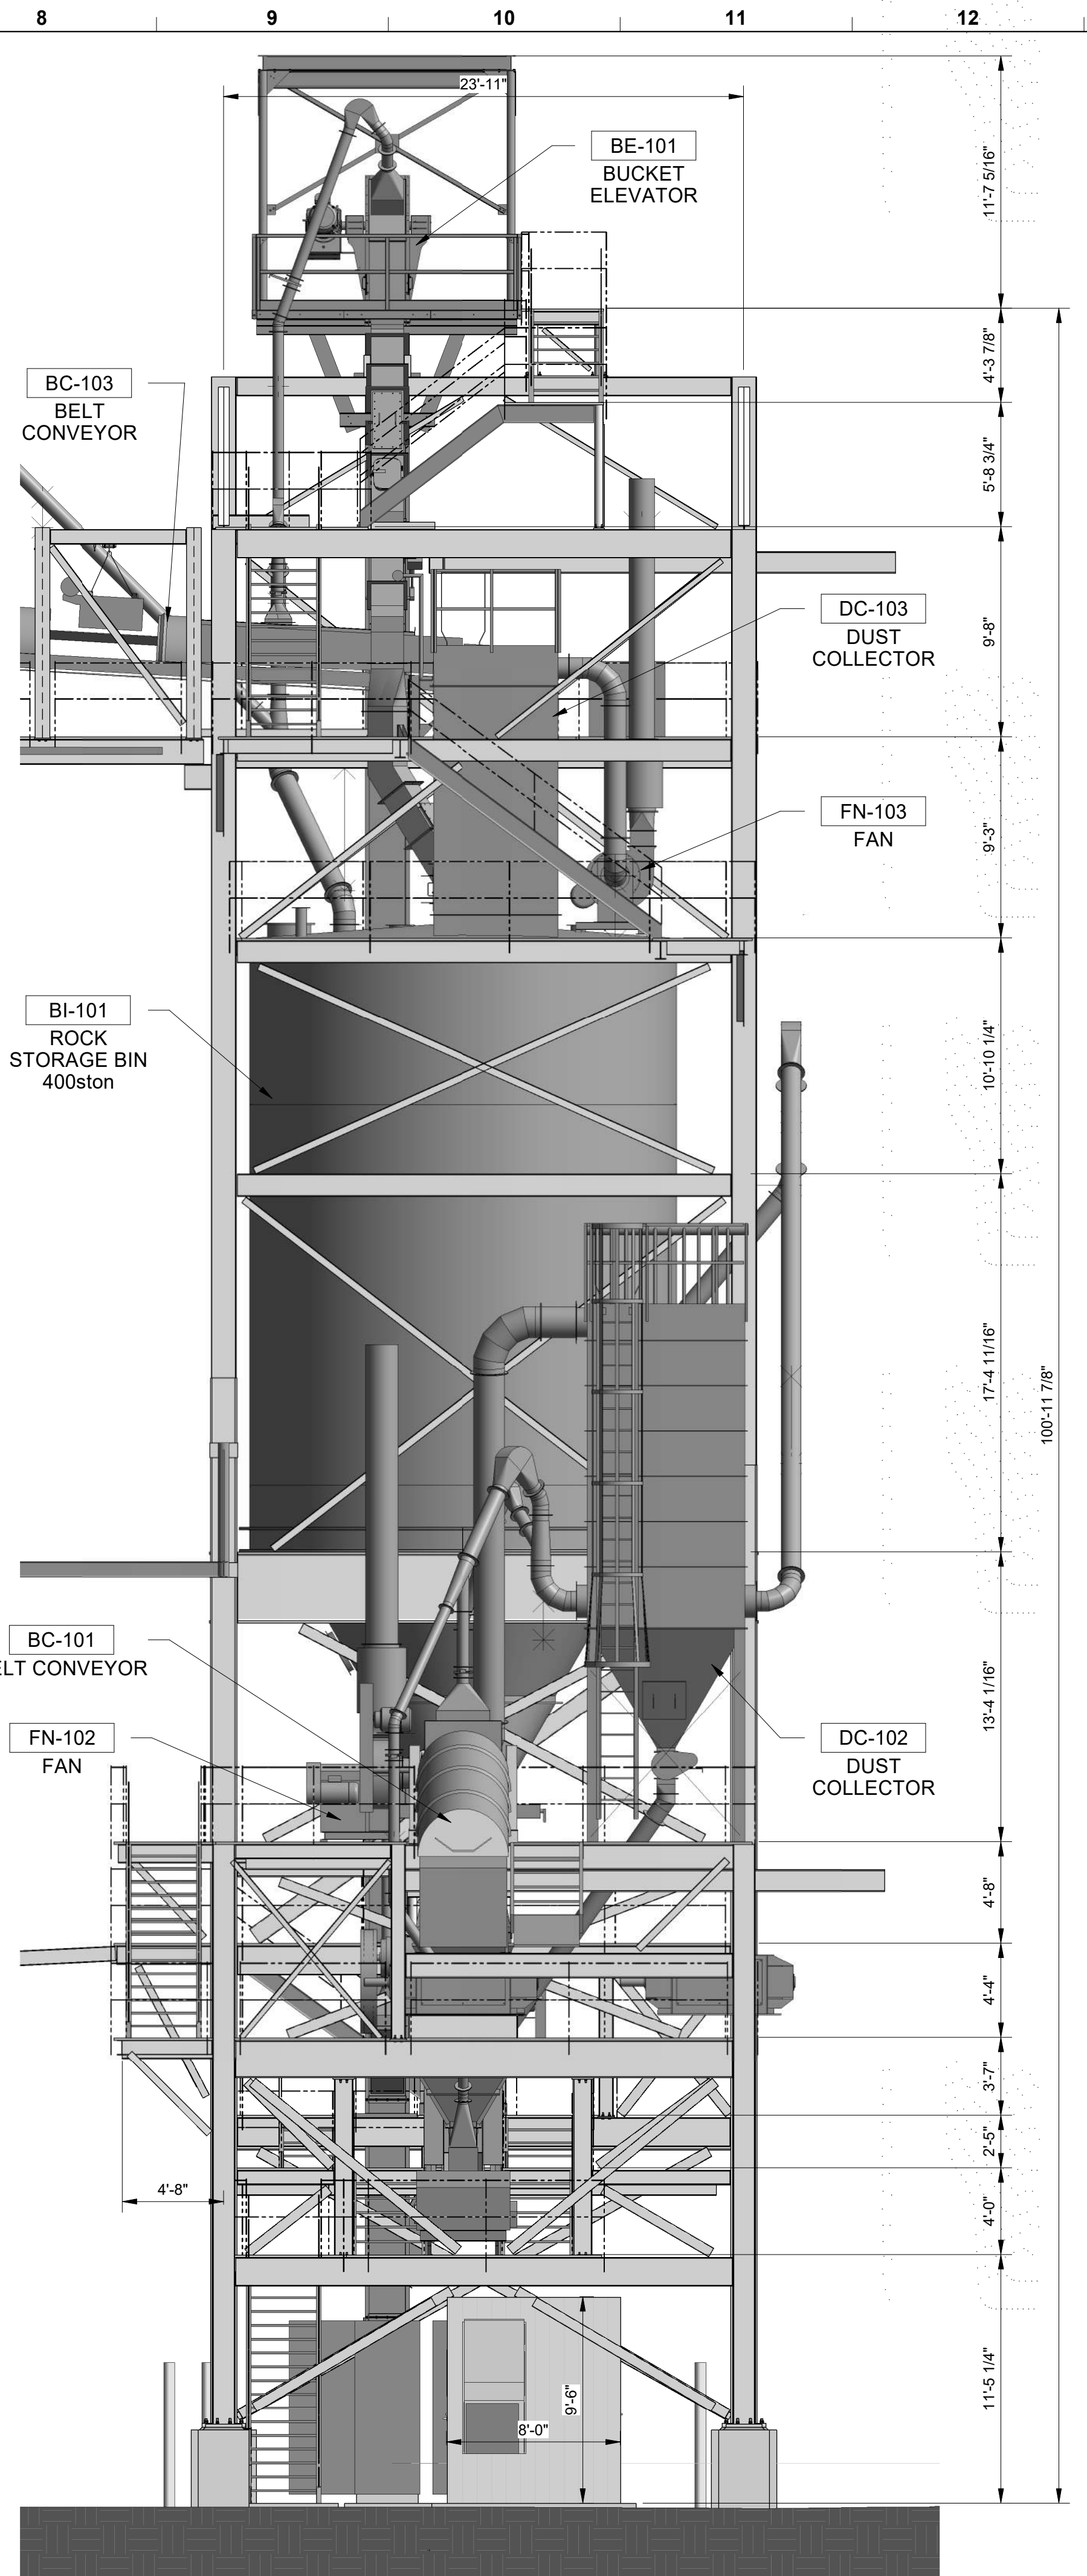 8 9 10 11 12
23'-11"
11'-7 5/16"
BE-101
BUCKET
ELEVATOR
4'-3 7/8"
BC-103
BELT
CONVEYOR
5'-8 3/4"
DC-103
DUST
COLLECTOR
9'-8"
FN-103
FAN
9'-3"
BI-101
ROCK
STORAGE BIN
400ston
10'-10 1/4"
17'-4 11/16"
100'-11 7/8"
BC-101
ELT CONVEYOR
13'-4 1/16"
FN-102
FAN
DC-102
DUST
COLLECTOR
4'-8"
4'-4"
3'-7"
2'-5"
4'-8"
4'-0"
11'-5 1/4"
9'-6"
8'-0"